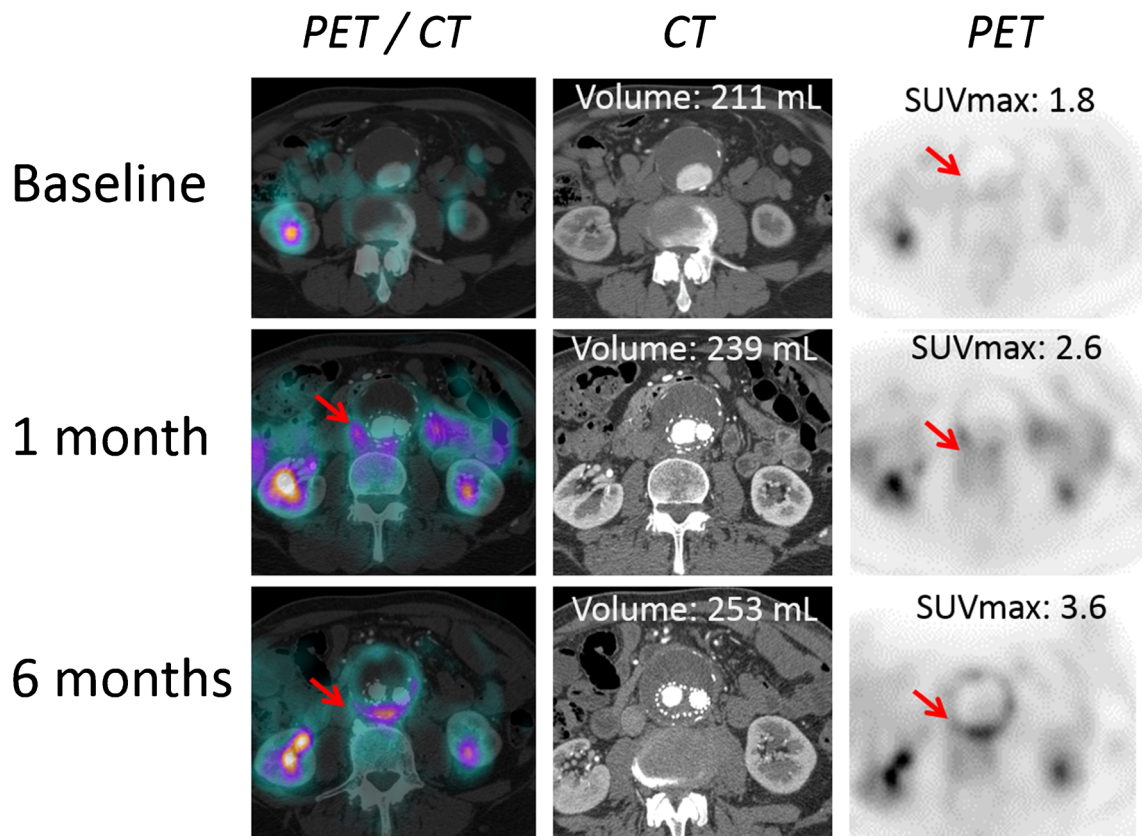 PET / CT
CT
PET
Baseline
Volume: 211 mL
SUVmax: 1.8
1 month
Volume: 239 mL
SUVmax: 2.6
6 months
Volume: 253 mL
SUVmax: 3.6